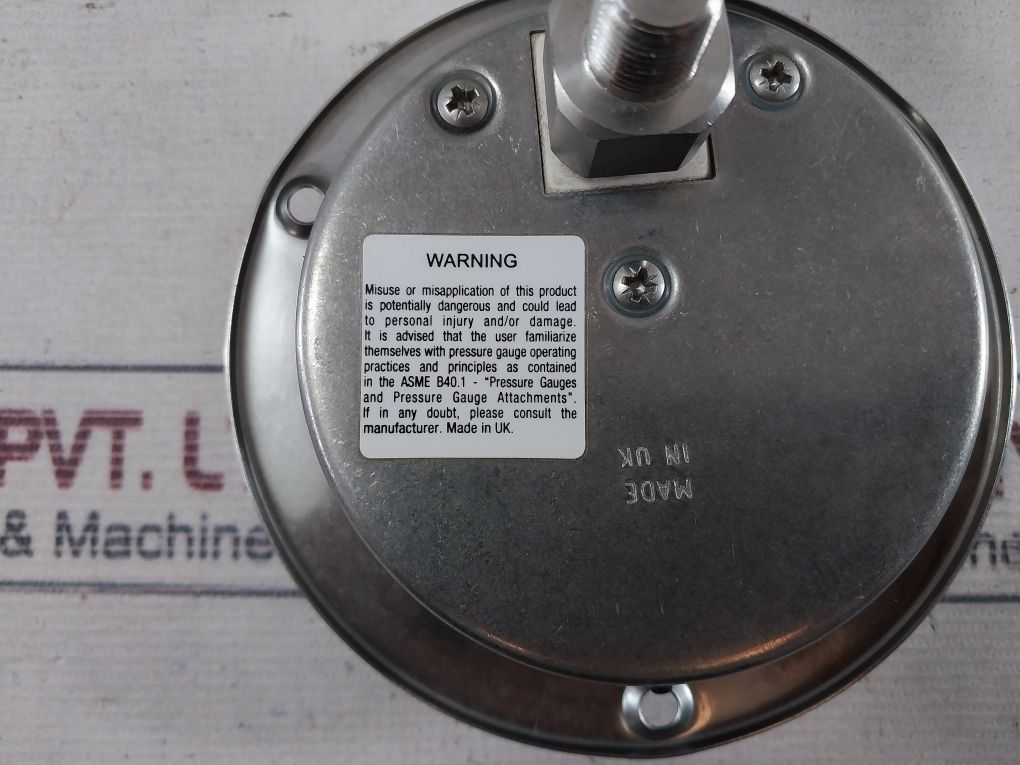 WARNING
Misuse or misapplication of this product
is potentially dangerous and could lead
to personal injury and/or damage.
It is advised that the user familiarize
themselves with pressure gauge operating
practices and principles as contained
in the ASME B40.1 - "Pressure Gauges
and Pressure Gauge Attachments".
If in any doubt, please consult the
manufacturer. Made in UK.
MADE
IN UK
PVT. L
& Machine